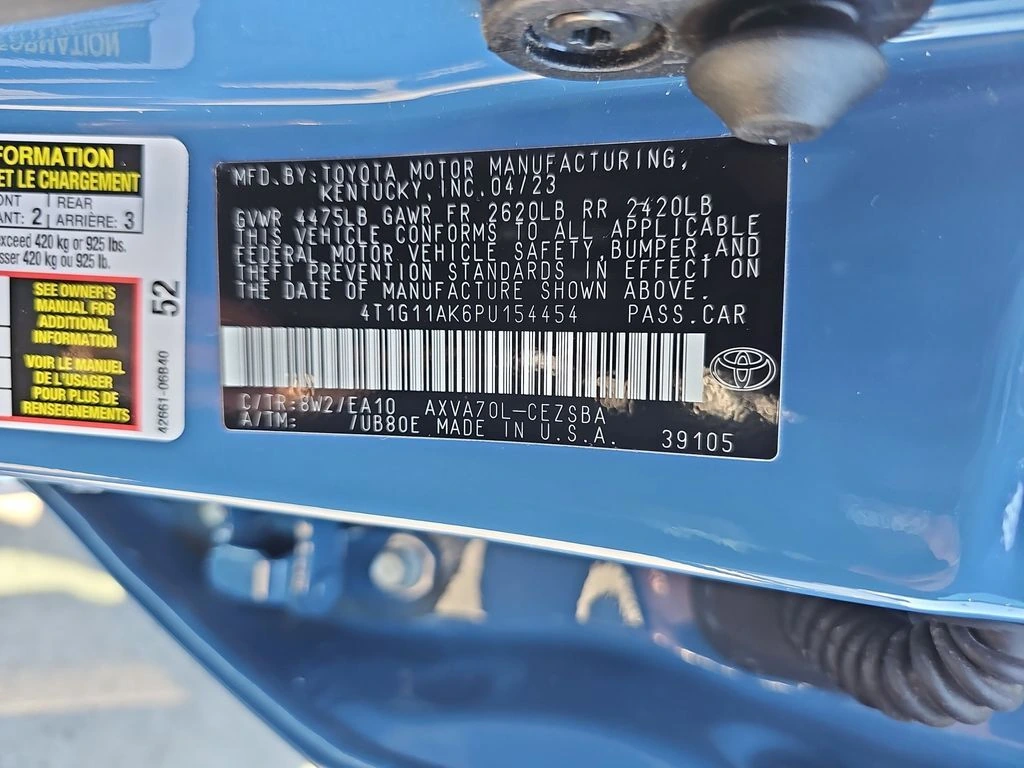 FORMATION
ET LE CHARGEMENT
ONT
REAR
ANT: 2
ARRIÈRE: 3
exceed 420 kg or 925 lbs.
sser 420 kg ou 925 lb.
SEE OWNER'S
MANUAL FOR
ADDITIONAL
INFORMATION
VOIR LE MANUEL
DE L'USAGER
POUR PLUS DE
RENSEIGNEMENTS
52
42661-06B40
MFD. BY: TOYOTA MOTOR MANUFACTURING,
KENTUCKY, INC. 04/23
GVWR 4475LB GAWR FR 2620LB RR 2420LB
THIS VEHICLE CONFORMS TO ALL APPLICABLE
FEDERAL MOTOR VEHICLE SAFETY, BUMPER, AND
THEFT PREVENTION STANDARDS IN EFFECT ON
THE DATE OF MANUFACTURE SHOWN ABOVE.
4T1G11AK6PU154454 PASS.CAR
C/TR: 8W2/EA10 AXVA70L-CEZSBA
A/TM: /UB80E MADE IN U.S.A. 39105